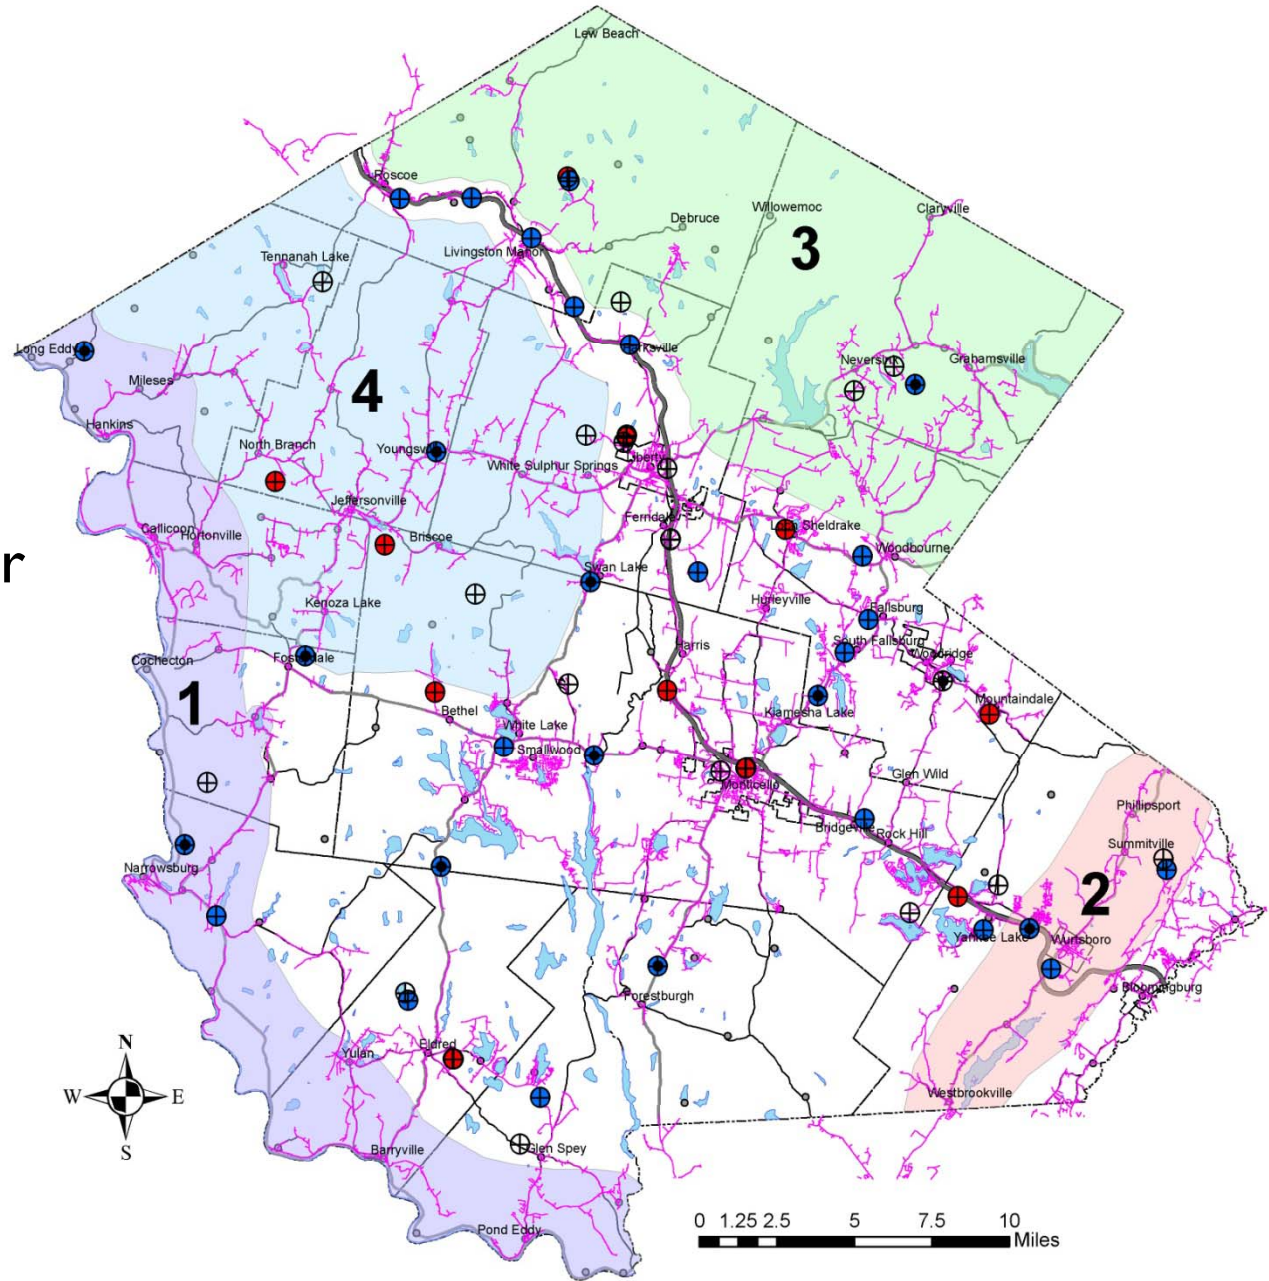 Lew Beach
Roscoe
Willowemoc
Claryville
Debruce
3
Livingston Manor
Tennanah Lake
Long Eddy
Neversink
Grahamsville
Mileses
4
Hankins
North Branch
Youngsville
White Sulphur Springs
Liberty
Jeffersonville
Ferndale
Loch Sheldrake
Callicoon
Hortonville
Briscoe
Woodbourne
r
Swan Lake
Kenoza Lake
Hurleyville
Fallsburg
South Fallsburg
Harris
Woodridge
Cochecton
Fosterdale
1
Mountaindale
Bethel
Kiamesha Lake
White Lake
Smallwood
Monticello
Glen Wild
Phillipsport
Bridgeville
Rock Hill
Summitville
Narrowsburg
2
Yankee Lake
Wurtsboro
Bloomingburg
Forestburgh
Yulan
Eldred
N
W
E
S
Westbrookville
Barryville
Glen Spey
Pond Eddy
0 1.25 2.5 5 7.5 10
Miles